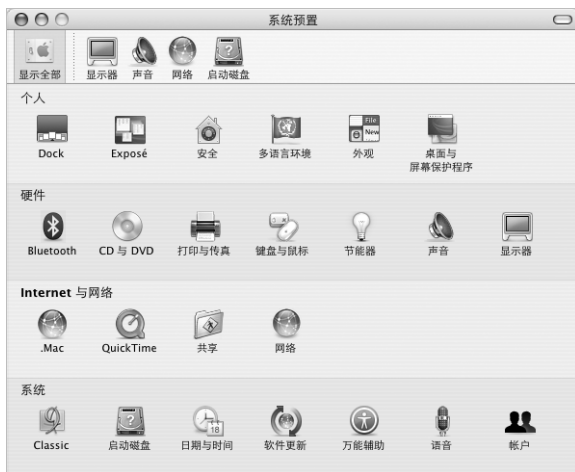 系统预置
显示全部 显示器 声音 网络 启动磁盘
个人
File
New
Dock Exposé 安全 多语言环境 外观 桌面与
屏幕保护程序
硬件
Bluetooth CD 与 DVD 打印与传真 键盘与鼠标 节能器 声音 显示器
Internet 与网络
.Mac QuickTime 共享 网络
系统
18
Classic 启动磁盘 日期与时间 软件更新 万能辅助 语音 帐户